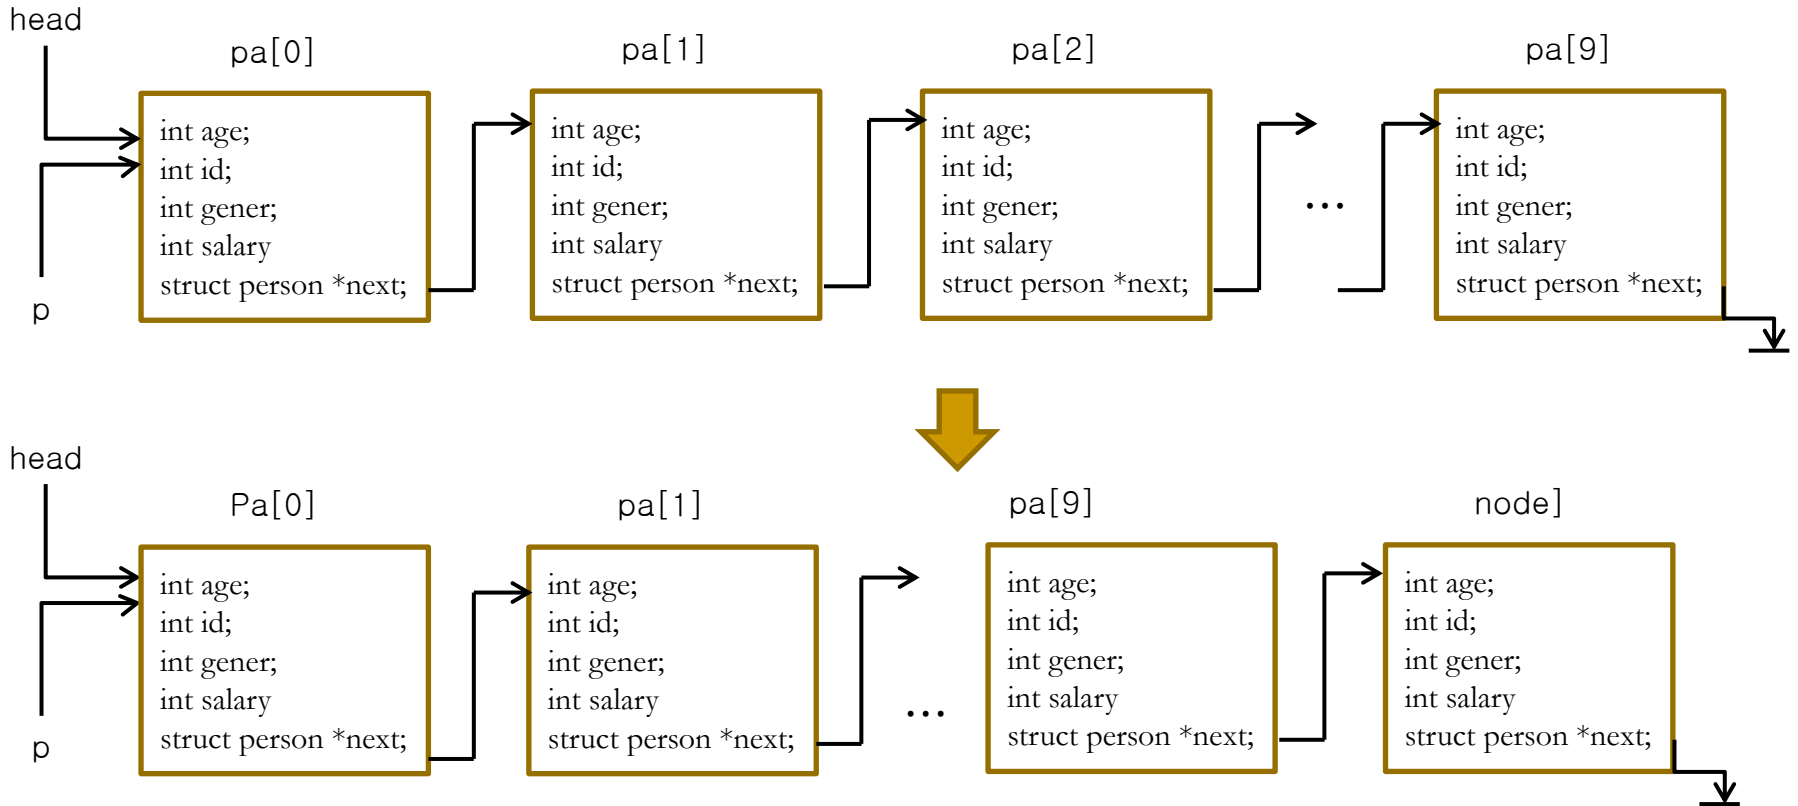 head
pa[0]
pa[1]
pa[2]
pa[9]
int age;
int id;
int gener;
int salary
struct person *next;
int age;
int id;
int gener;
int salary
struct person *next;
int age;
int id;
int gener;
int salary
struct person *next;
...
int age;
int id;
int gener;
int salary
struct person *next;
p
head
Pa[0]
pa[1]
pa[9]
node]
int age;
int id;
int gener;
int salary
struct person *next;
int age;
int id;
int gener;
int salary
struct person *next;
...
int age;
int id;
int gener;
int salary
struct person *next;
int age;
int id;
int gener;
int salary
struct person *next;
p